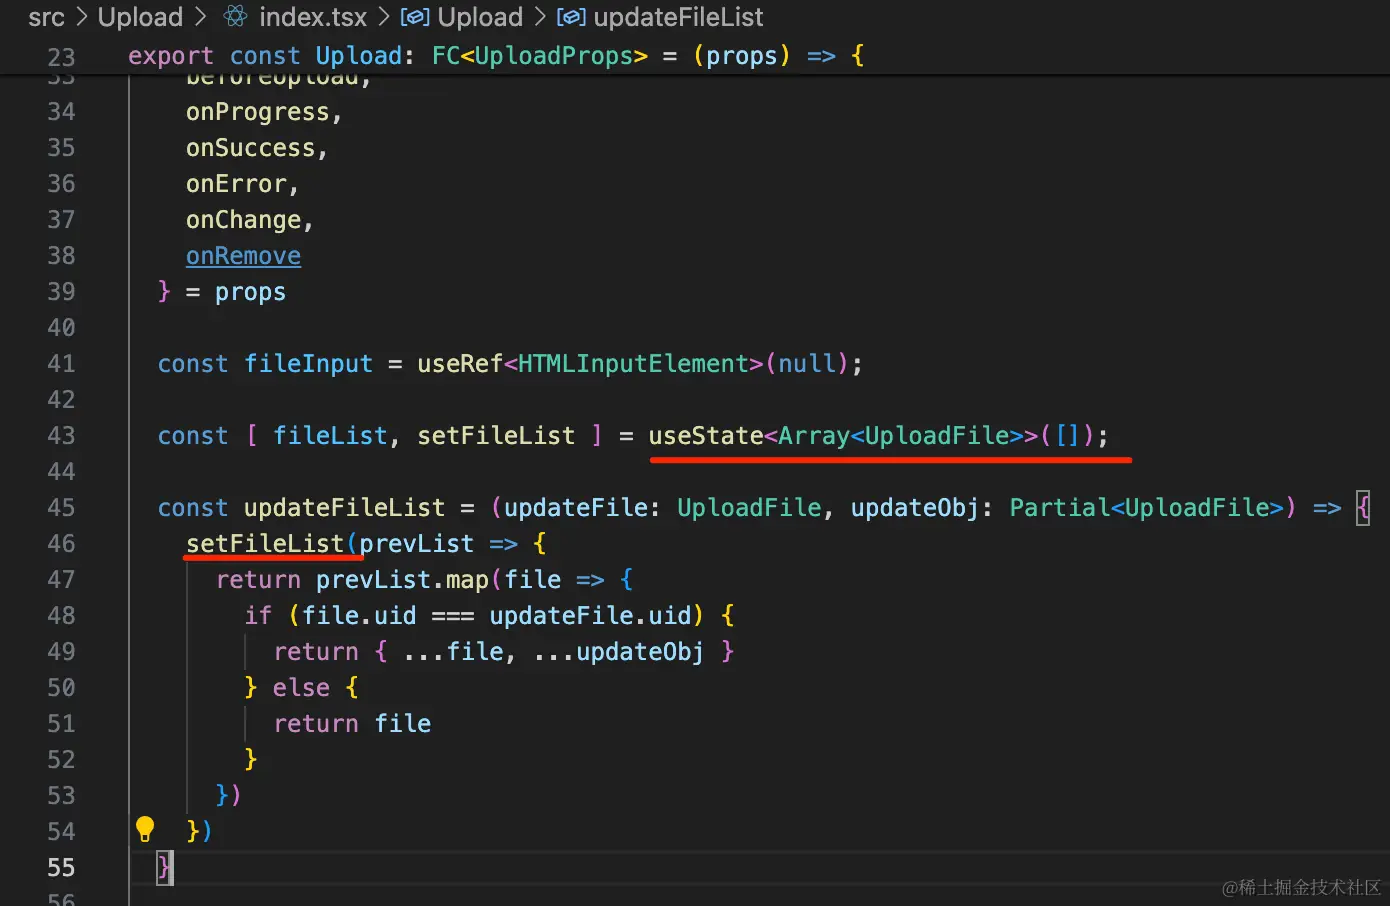 src > Upload > index.tsx > Upload > updateFileList
23 export const Upload: FC<UploadProps> = (props) => {
33 beforeUpload,
34 onProgress,
35 onSuccess,
36 onError,
37 onChange,
38 onRemove
39 } = props
40
41 const fileInput = useRef<HTMLInputElement>(null);
42
43 const [ fileList, setFileList ] = useState<Array<UploadFile>>([]);
44
45 const updateFileList = (updateFile: UploadFile, updateObj: Partial<UploadFile>) => {
46 setFileList(prevList => {
47 return prevList.map(file => {
48 if (file.uid === updateFile.uid) {
49 return { ...file, ...updateObj }
50 } else {
51 return file
52 }
53 })
54 })
55 }
56
@稀土掘金技术社区